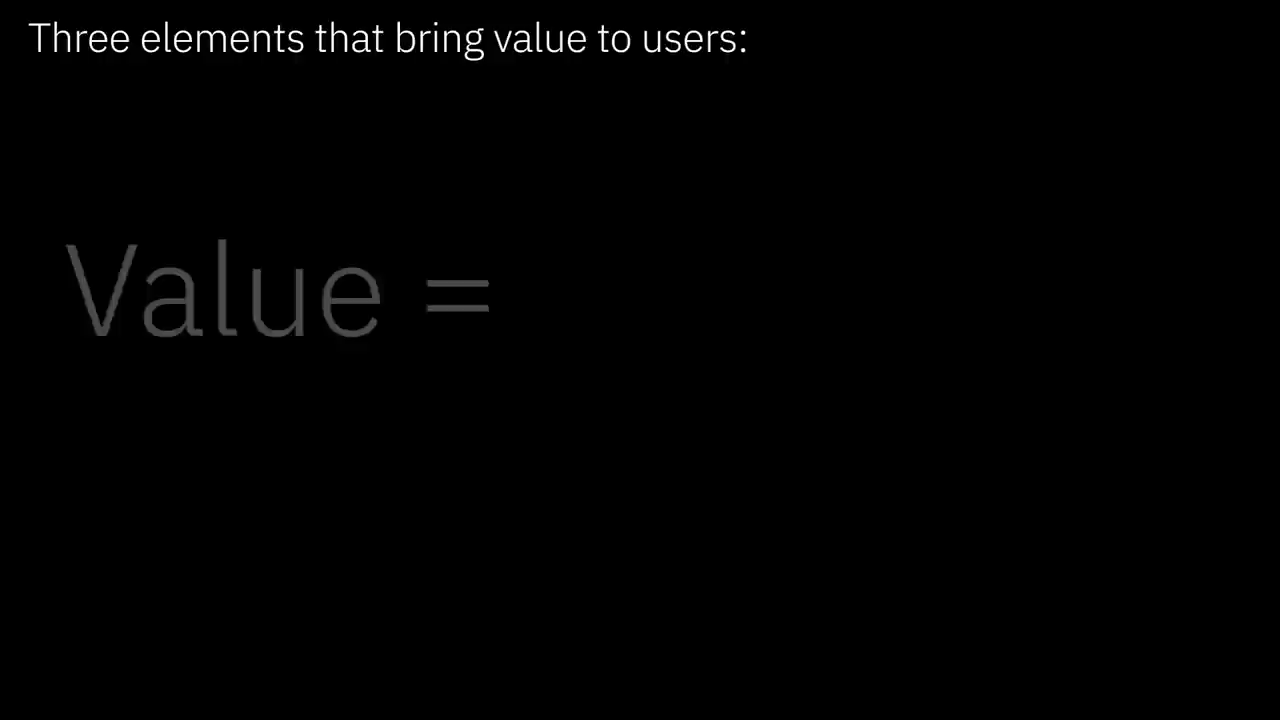 Three elements that bring value to users:
Value =